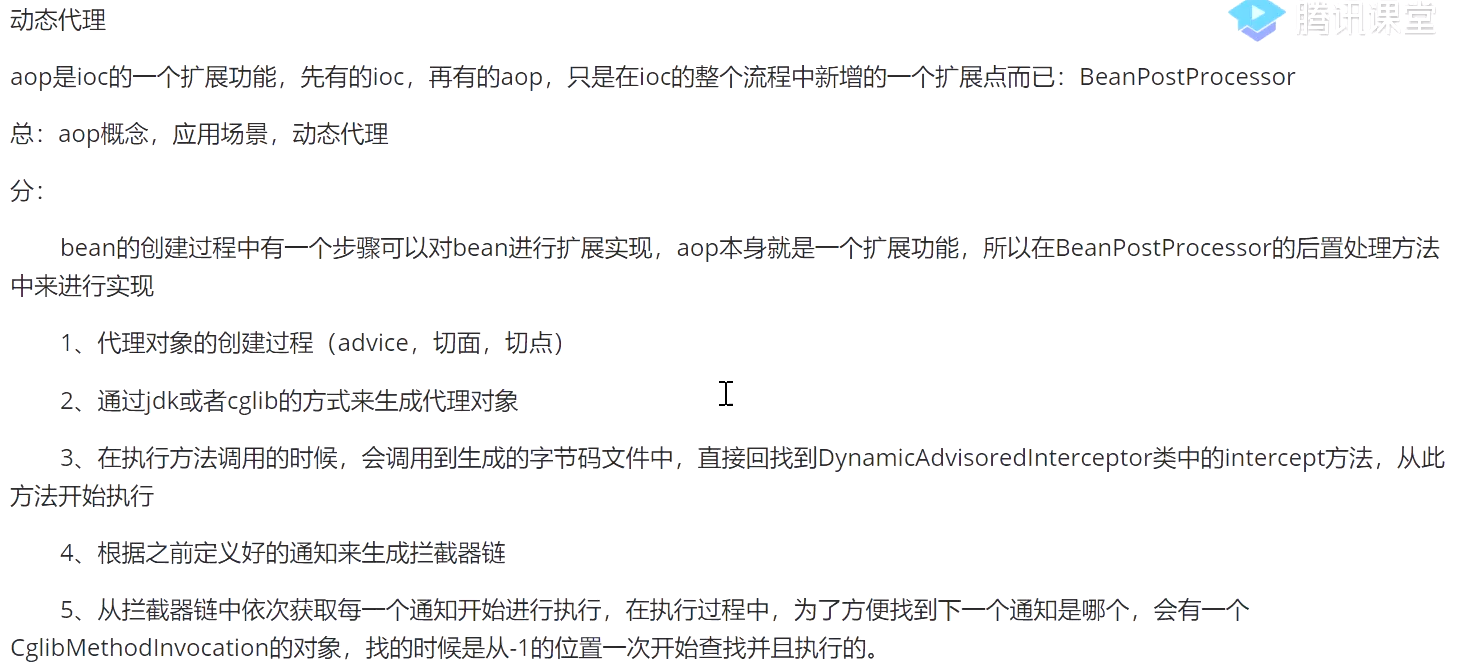 动态代理
腾讯课堂
aop是ioc的一个扩展功能，先有的ioc，再有的aop，只是在ioc的整个流程中新增的一个扩展点而已：BeanPostProcessor
总：aop概念，应用场景，动态代理
分：
bean的创建过程中有一个步骤可以对bean进行扩展实现，aop本身就是一个扩展功能，所以在BeanPostProcessor的后置处理方法
中来进行实现
1、代理对象的创建过程（advice，切面，切点）
2、通过jdk或者cglib的方式来生成代理对象
3、在执行方法调用的时候，会调用到生成的字节码文件中，直接回找到DynamicAdvisoredInterceptor类中的intercept方法，从此
方法开始执行
4、根据之前定义好的通知来生成拦截器链
5、从拦截器链中依次获取每一个通知开始进行执行，在执行过程中，为了方便找到下一个通知是哪个，会有一个
CglibMethodInvocation的对象，找的时候是从-1的位置一次开始查找并且执行的。